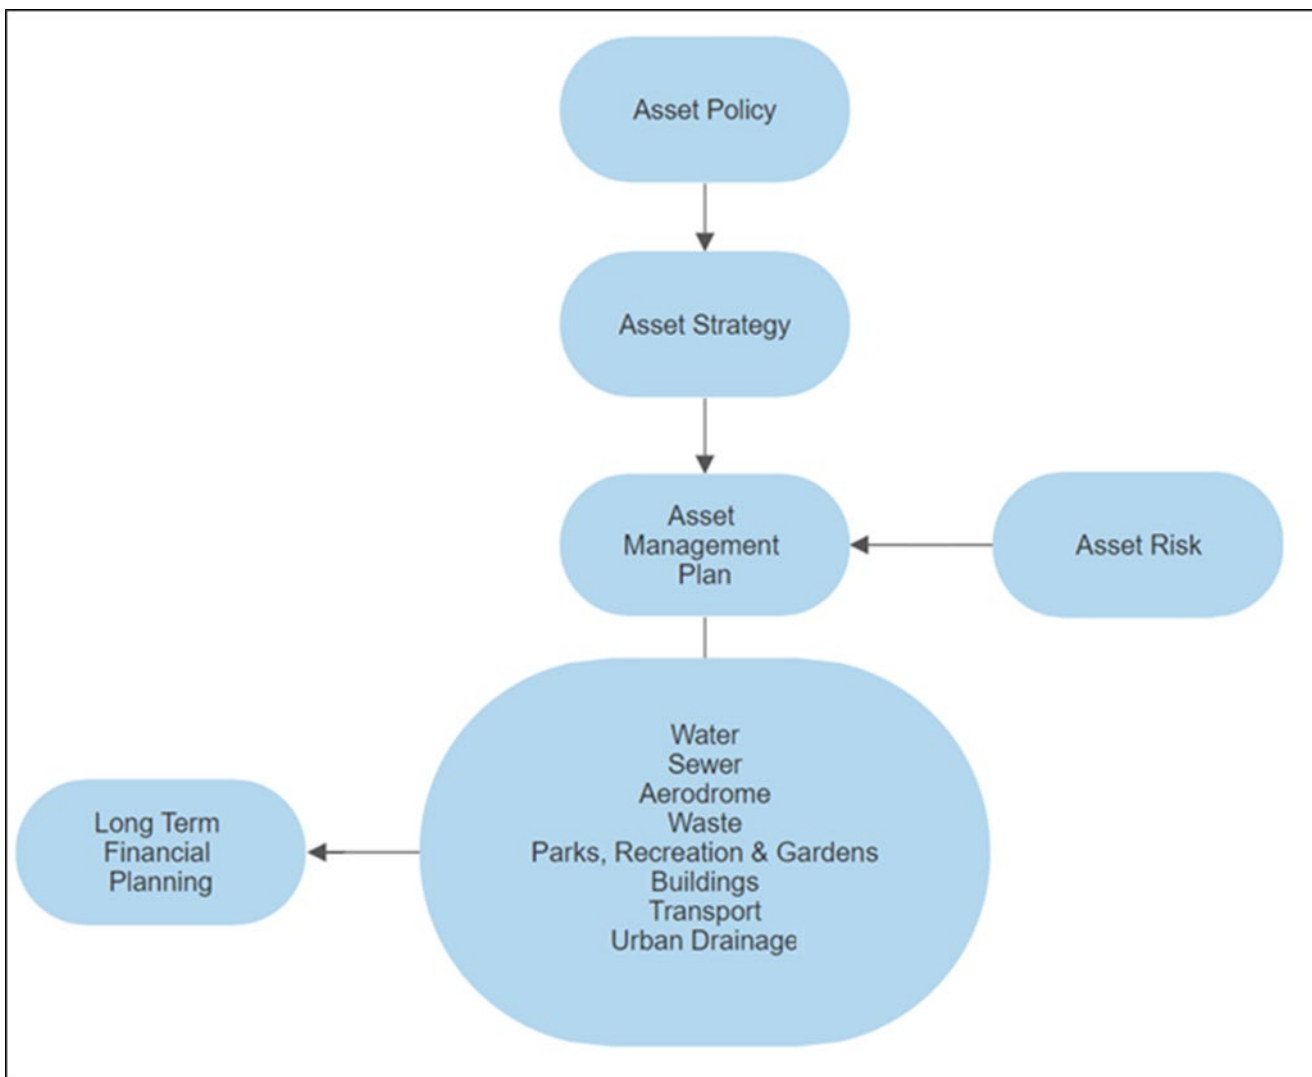 Asset Policy
Asset Strategy
Asset
Management
Plan
Asset Risk
Water
Sewer
Aerodrome
Waste
Parks, Recreation & Gardens
Buildings
Transport
Urban Drainage
Long Term
Financial
Planning